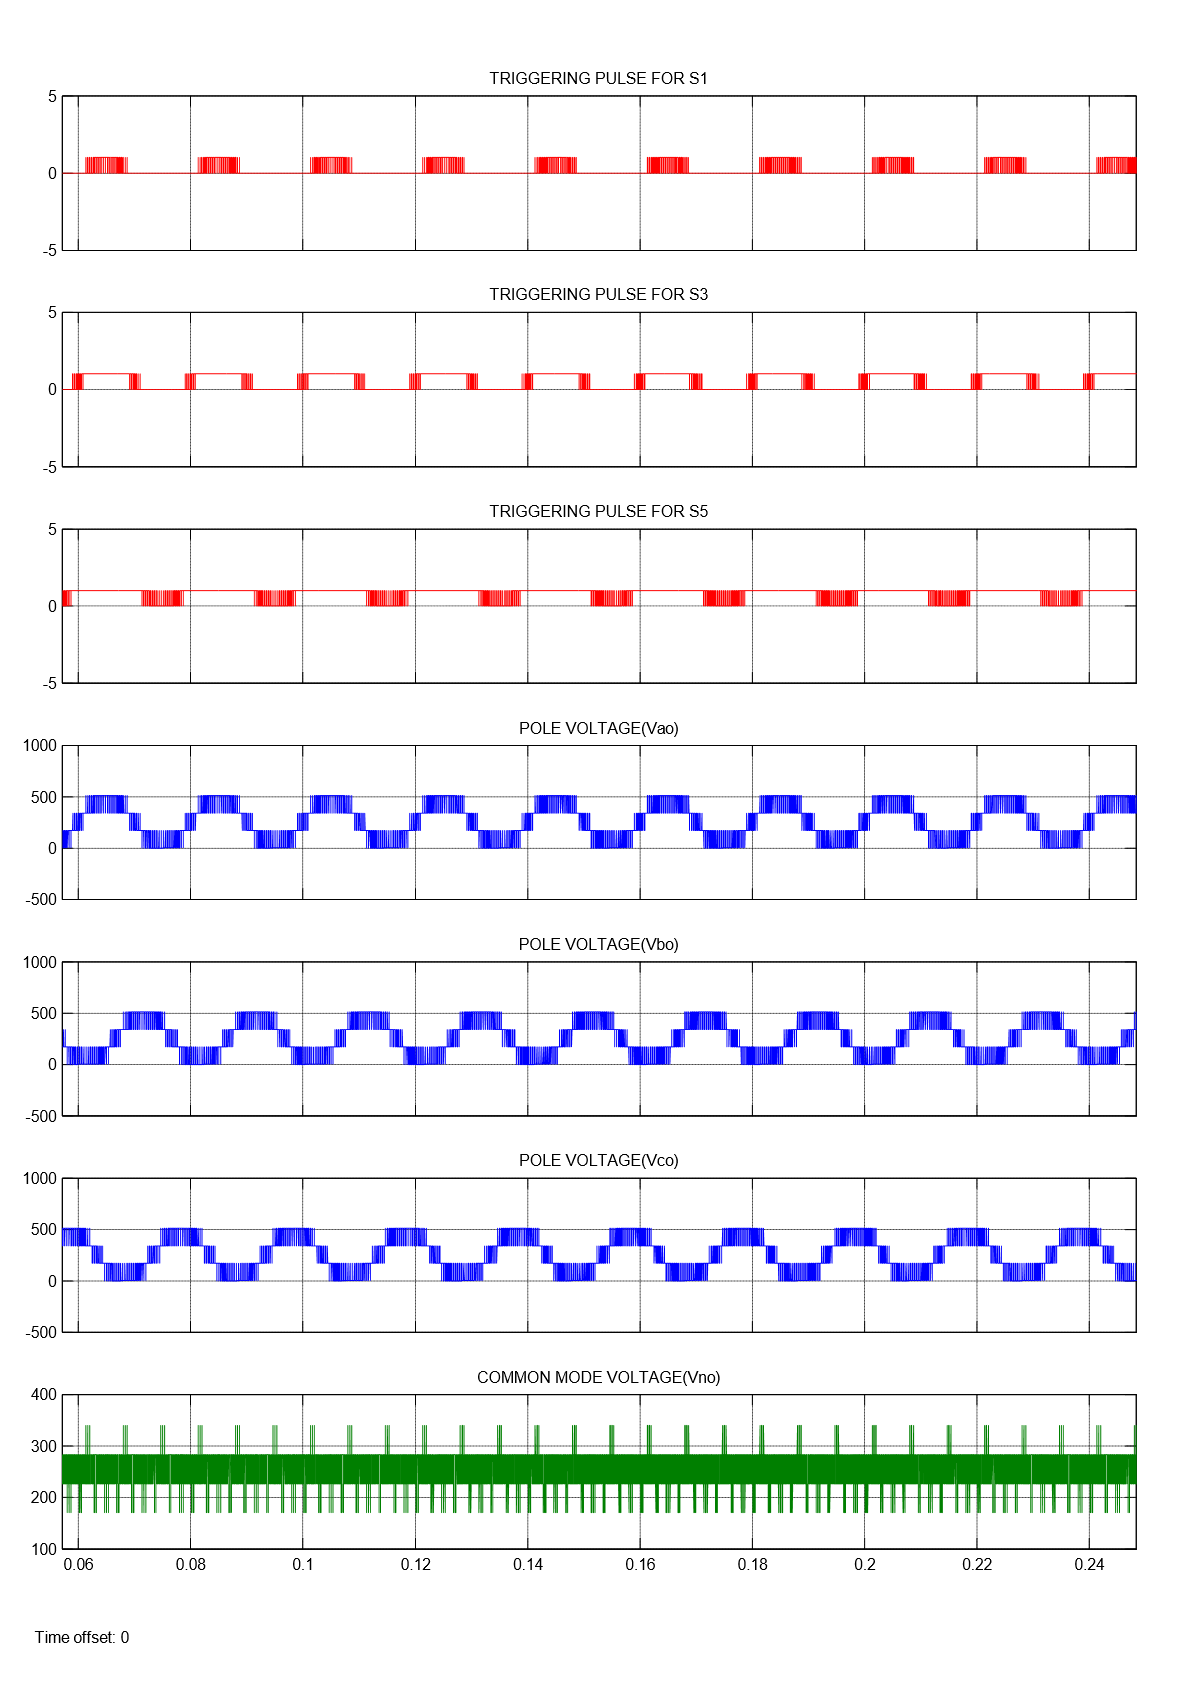 TRIGGERING PULSE FOR S1
5
0
-5
TRIGGERING PULSE FOR S3
5
0
-5
TRIGGERING PULSE FOR S5
5
0
-5
POLE VOLTAGE(Vao)
1000
500
0
-500
POLE VOLTAGE(Vbo)
1000
500
0
-500
POLE VOLTAGE(Vco)
1000
500
0
-500
COMMON MODE VOLTAGE(Vno)
400
300
200
100
0.06 0.08 0.1 0.12 0.14 0.16 0.18 0.2 0.22 0.24
Time offset: 0